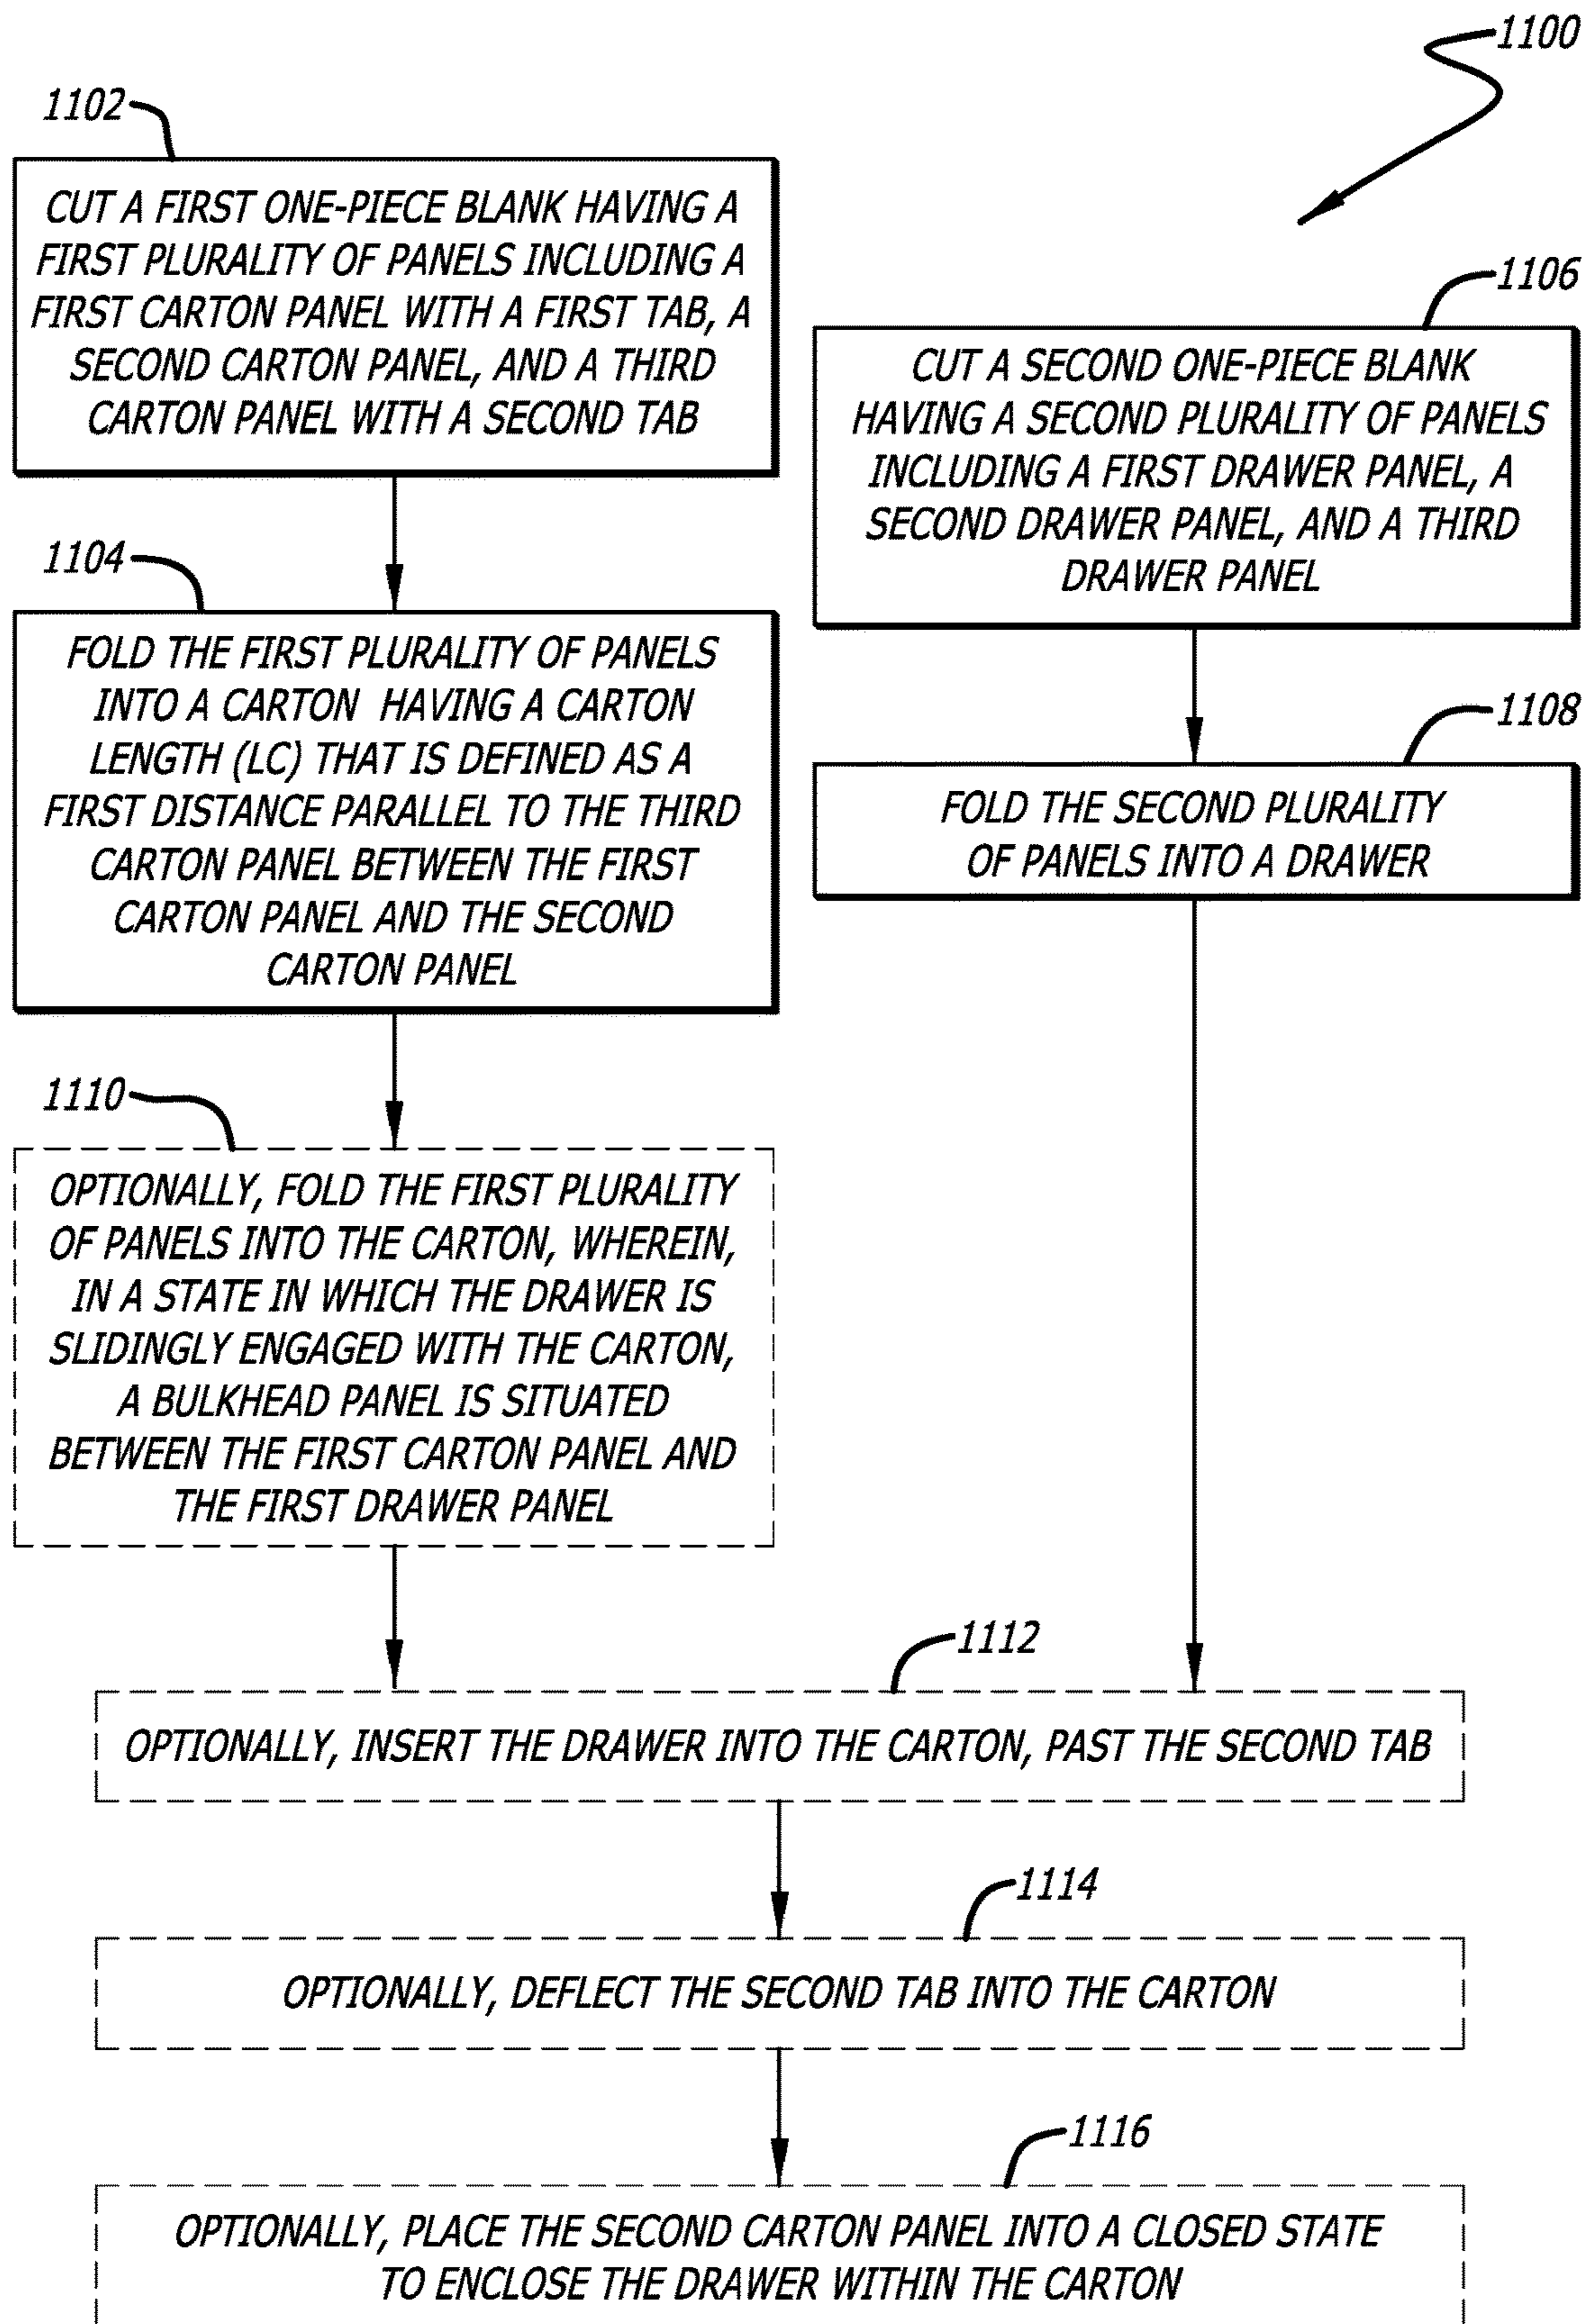 1100
1102
CUT A FIRST ONE-PIECE BLANK HAVING A
FIRST PLURALITY OF PANELS INCLUDING A
FIRST CARTON PANEL WITH A FIRST TAB, A
SECOND CARTON PANEL, AND A THIRD
CARTON PANEL WITH A SECOND TAB
1106
CUT A SECOND ONE-PIECE BLANK
HAVING A SECOND PLURALITY OF PANELS
INCLUDING A FIRST DRAWER PANEL, A
SECOND DRAWER PANEL, AND A THIRD
DRAWER PANEL
1104
FOLD THE FIRST PLURALITY OF PANELS
INTO A CARTON HAVING A CARTON
LENGTH (LC) THAT IS DEFINED AS A
FIRST DISTANCE PARALLEL TO THE THIRD
CARTON PANEL BETWEEN THE FIRST
CARTON PANEL AND THE SECOND
CARTON PANEL
1108
FOLD THE SECOND PLURALITY
OF PANELS INTO A DRAWER
1110
OPTIONALLY, FOLD THE FIRST PLURALITY
OF PANELS INTO THE CARTON, WHEREIN,
IN A STATE IN WHICH THE DRAWER IS
SLIDINGLY ENGAGED WITH THE CARTON,
A BULKHEAD PANEL IS SITUATED
BETWEEN THE FIRST CARTON PANEL AND
THE FIRST DRAWER PANEL
1112
OPTIONALLY, INSERT THE DRAWER INTO THE CARTON, PAST THE SECOND TAB
1114
OPTIONALLY, DEFLECT THE SECOND TAB INTO THE CARTON
1116
OPTIONALLY, PLACE THE SECOND CARTON PANEL INTO A CLOSED STATE
TO ENCLOSE THE DRAWER WITHIN THE CARTON